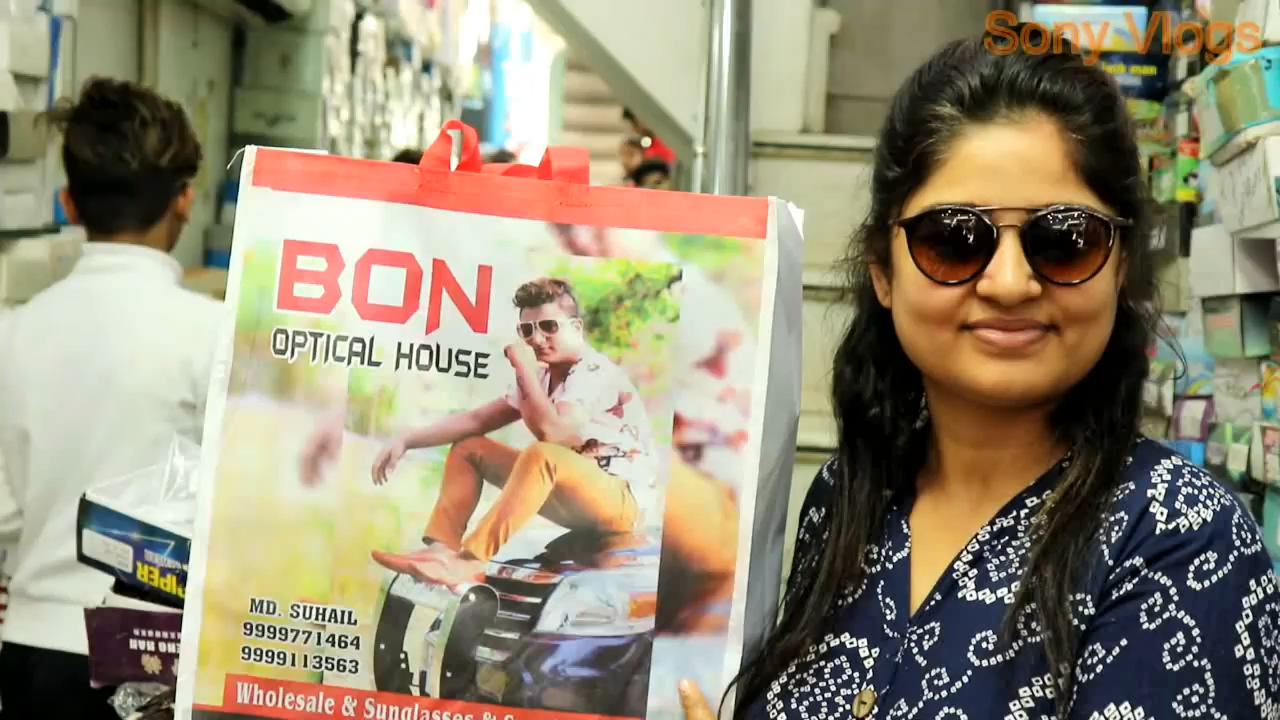 Sony Vlogs
BON
OPTICAL HOUSE
MD. SUHAIL
9999771464
9999113563
Wholesale & Sunglasses &